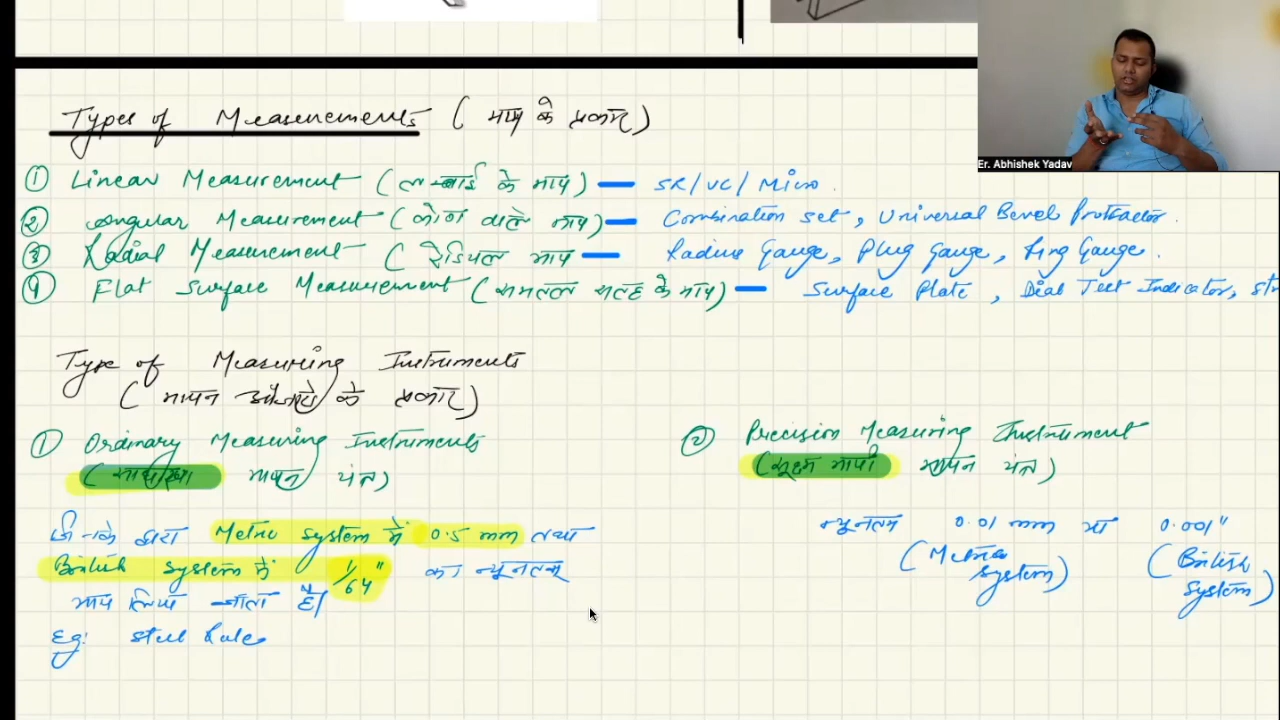 Types of Measurements (माप के प्रकार)
① Linear Measurement (लम्बाई के माप) — SR/VC/Micro.
② Angular Measurement (कोण वाले माप) — Combination set, Universal Bevel Protractor.
③ Radial Measurement (रेडियल माप — Radius Gauge, Plug Gauge, Ring Gauge.
④ Flat Surface Measurement (समतल सतह के माप) — Surface Plate, Dial Test Indicator, St
Type of Measuring Instruments
(मापन औजारों के प्रकार)
① Ordinary Measuring Instruments
(साधारण मापन यंत्र)
जिनके द्वारा Metric system में 0.5 mm तथा
British system में 1/64" का न्यूनतम
माप लिया जाता है।
Eg: Steel Rule
② Precision Measuring Instrument
(सूक्ष्म मापी मापन यंत्र)
न्यूनतम 0.01 mm या 0.001"
(Metric System) (British System)
Er. Abhishek Yadav